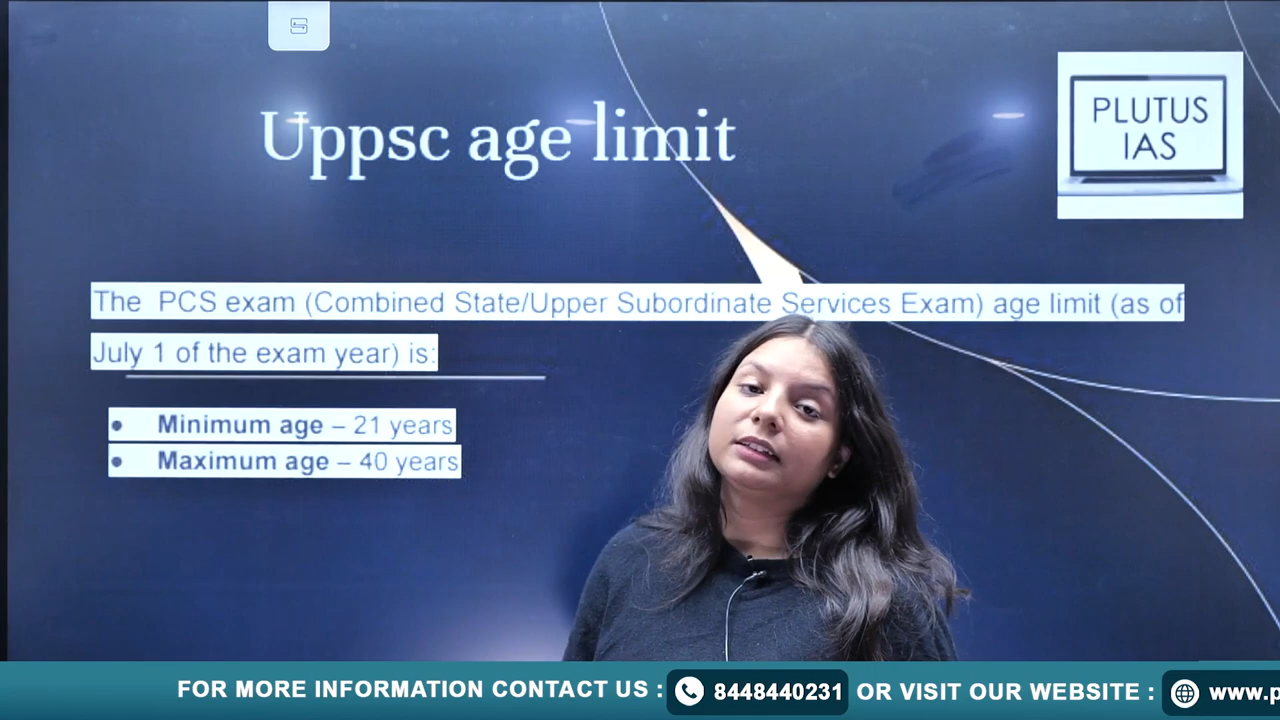 Uppsc age limit
PLUTUS
IAS
The PCS exam (Combined State/Upper Subordinate Services Exam) age limit (as of
July 1 of the exam year) is:
• Minimum age – 21 years
• Maximum age – 40 years
FOR MORE INFORMATION CONTACT US : 8448440231 OR VISIT OUR WEBSITE : www.p